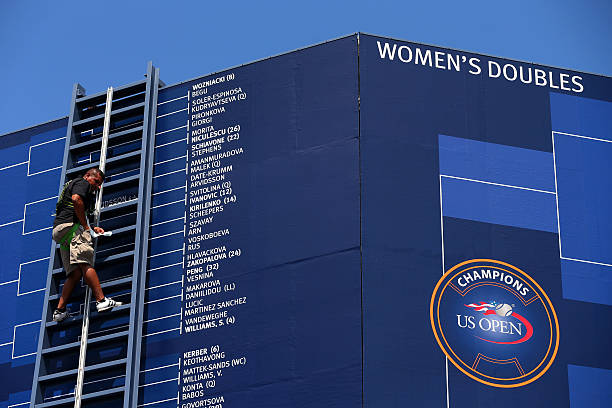 WOMEN'S DOUBLES
WOZNIACKI (8)
BEGU
SOLER-ESPINOSA
KUDRYAVTSEVA (Q)
PIRONKOVA
GIORGI
MORITA
NICULESCU (26)
SCHIAVONE (22)
STEPHENS
AMANMURADOVA
MALEK (Q)
DATE-KRUMM
ARVIDSSON
SVITOLINA (Q)
IVANOVIC (12)
KIRILENKO (14)
SCHEEPERS
SZAVAY
ARN
VOSKOBOEVA
RUS
HLAVACKOVA
ZAKOPALOVA (24)
PENG (32)
VESNINA
MAKAROVA
DANIILIDOU (LL)
LUCIC
MARTINEZ SANCHEZ
VANDEWEGHE
WILLIAMS, S. (4)
KERBER (6)
KEOTHAVONG
MATTEK-SANDS (WC)
WILLIAMS, V.
KONTA (Q)
BABOS
GOVORTSOVA
CHAMPIONS
US OPEN